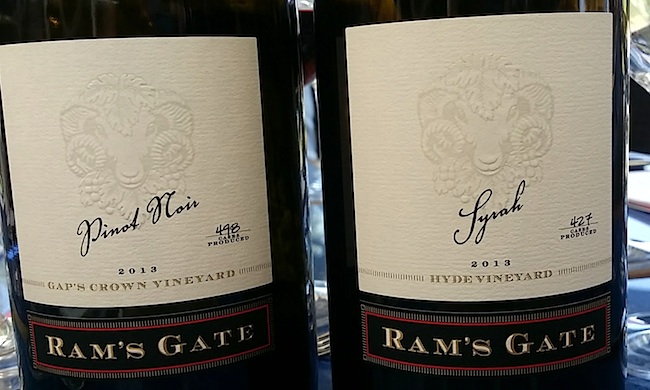 Pinot Noir
498
CASES
PRODUCED
2013
GAP'S CROWN VINEYARD
RAM'S GATE
Syrah
427
CASES
PRODUCED
2013
HYDE VINEYARD
RAM'S GATE